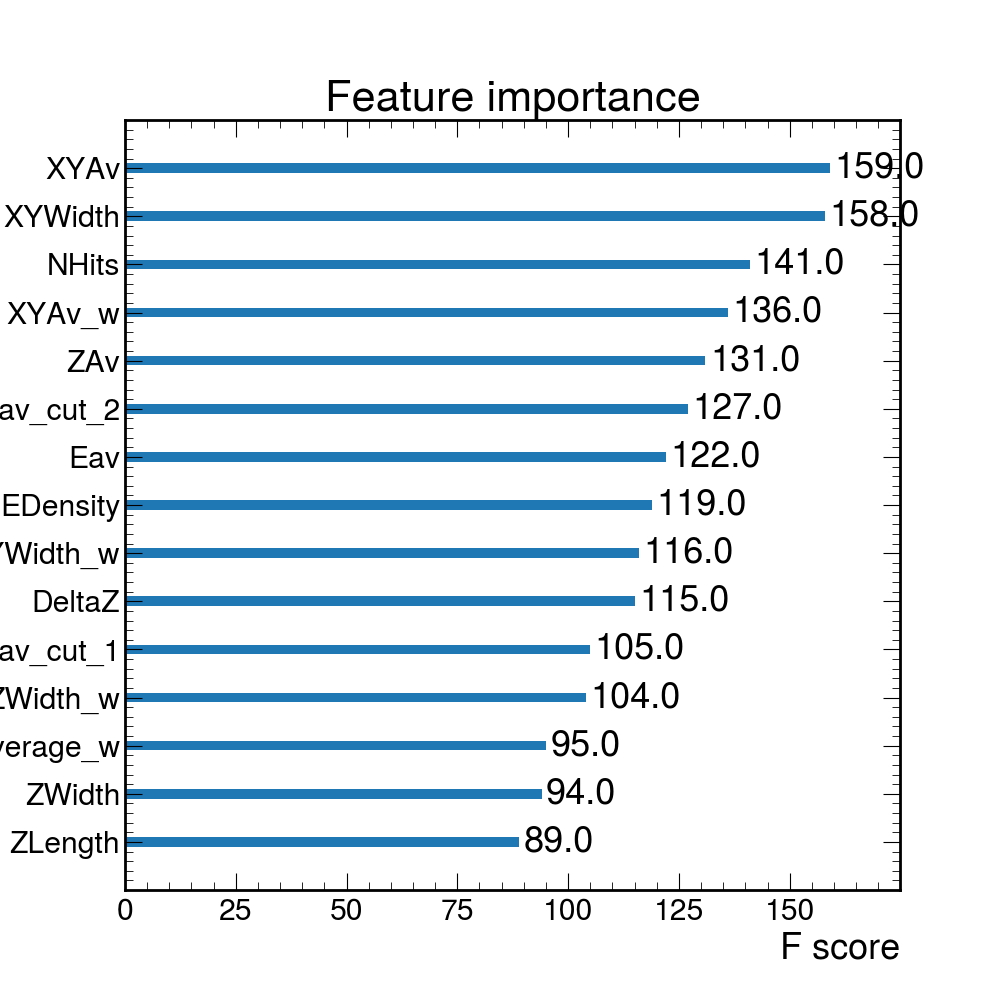 Feature importance
XYAv 159.0
XYWidth 158.0
NHits 141.0
XYAv_w 136.0
ZAv 131.0
av_cut_2 127.0
Eav 122.0
EDensity 119.0
YWidth_w 116.0
DeltaZ 115.0
av_cut_1 105.0
ZWidth_w 104.0
verage_w 95.0
ZWidth 94.0
ZLength 89.0
0 25 50 75 100 125 150
F score